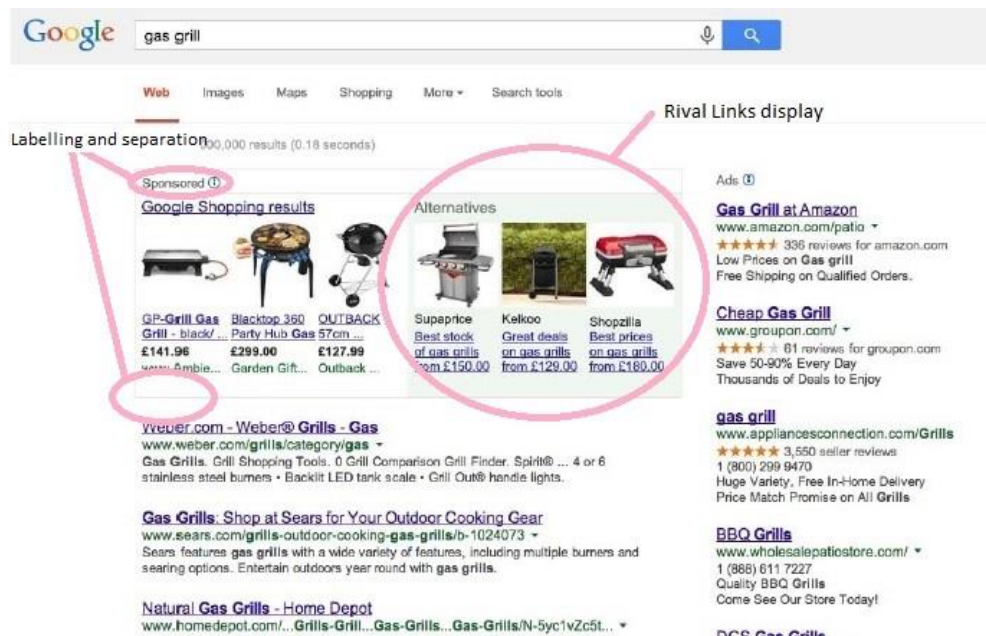 Google
gas grill
Web Images Maps Shopping More Search tools
Rival Links display
Labelling and separation
00,000 results (0.18 seconds)
Sponsored
Google Shopping results
GP-Grill Gas
Grill - black/ ...
£141.96
Ambie...
Blacktop 360
Party Hub Gas
£299.00
Garden Gift...
OUTBACK
57cm ...
£127.99
Outback ...
Alternatives
Supaprice
Best stock
of gas grills
from £150.00
Kelkoo
Great deals
on gas grills
from £129.00
Shopzilla
Best prices
on gas grills
from £180.00
Weber.com - Weber® Grills - Gas
www.weber.com/grills/category/gas
Gas Grills. Grill Shopping Tools. 0 Grill Comparison Grill Finder. Spirit® ... 4 or 6
stainless steel burners • Backlit LED tank scale • Grill Out® handle lights.
Gas Grills: Shop at Sears for Your Outdoor Cooking Gear
www.sears.com/grills-outdoor-cooking-gas-grills/b-1024073
Sears features gas grills with a wide variety of features, including multiple burners and
searing options. Entertain outdoors year round with gas grills.
Natural Gas Grills - Home Depot
www.homedepot.com/...Grills-Grill...Gas-Grills...Gas-Grills/N-5yc1vZc5t...
Ads
Gas Grill at Amazon
www.amazon.com/patio
336 reviews for amazon.com
Low Prices on Gas grill
Free Shipping on Qualified Orders.
Cheap Gas Grill
www.groupon.com/
61 reviews for groupon.com
Save 50-90% Every Day
Thousands of Deals to Enjoy
gas grill
www.appliancesconnection.com/Grills
3,550 seller reviews
1 (800) 299 9470
Huge Variety, Free In-Home Delivery
Price Match Promise on All Grills
BBQ Grills
www.wholesalepatiostore.com/
1 (888) 611 7227
Quality BBQ Grills
Come See Our Store Today!
DCS Gas Grills